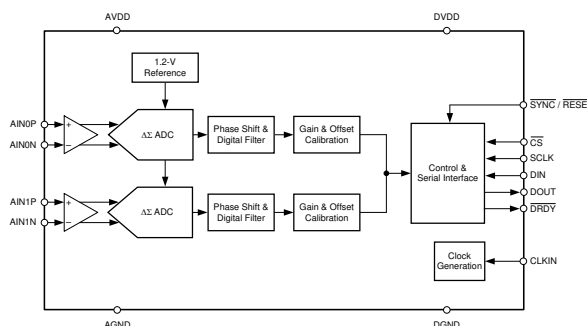 AVDD
DVDD
1.2-V
Reference
SYNC / RESE
AIN0P
+
ΔΣ ADC
Phase Shift &
Digital Filter
Gain & Offset
Calibration
AIN0N
−
CS
Control &
Serial Interface
SCLK
DIN
AIN1P
+
ΔΣ ADC
Phase Shift &
Digital Filter
Gain & Offset
Calibration
DOUT
AIN1N
−
DRDY
Clock
Generation
CLKIN
AGND
DGND